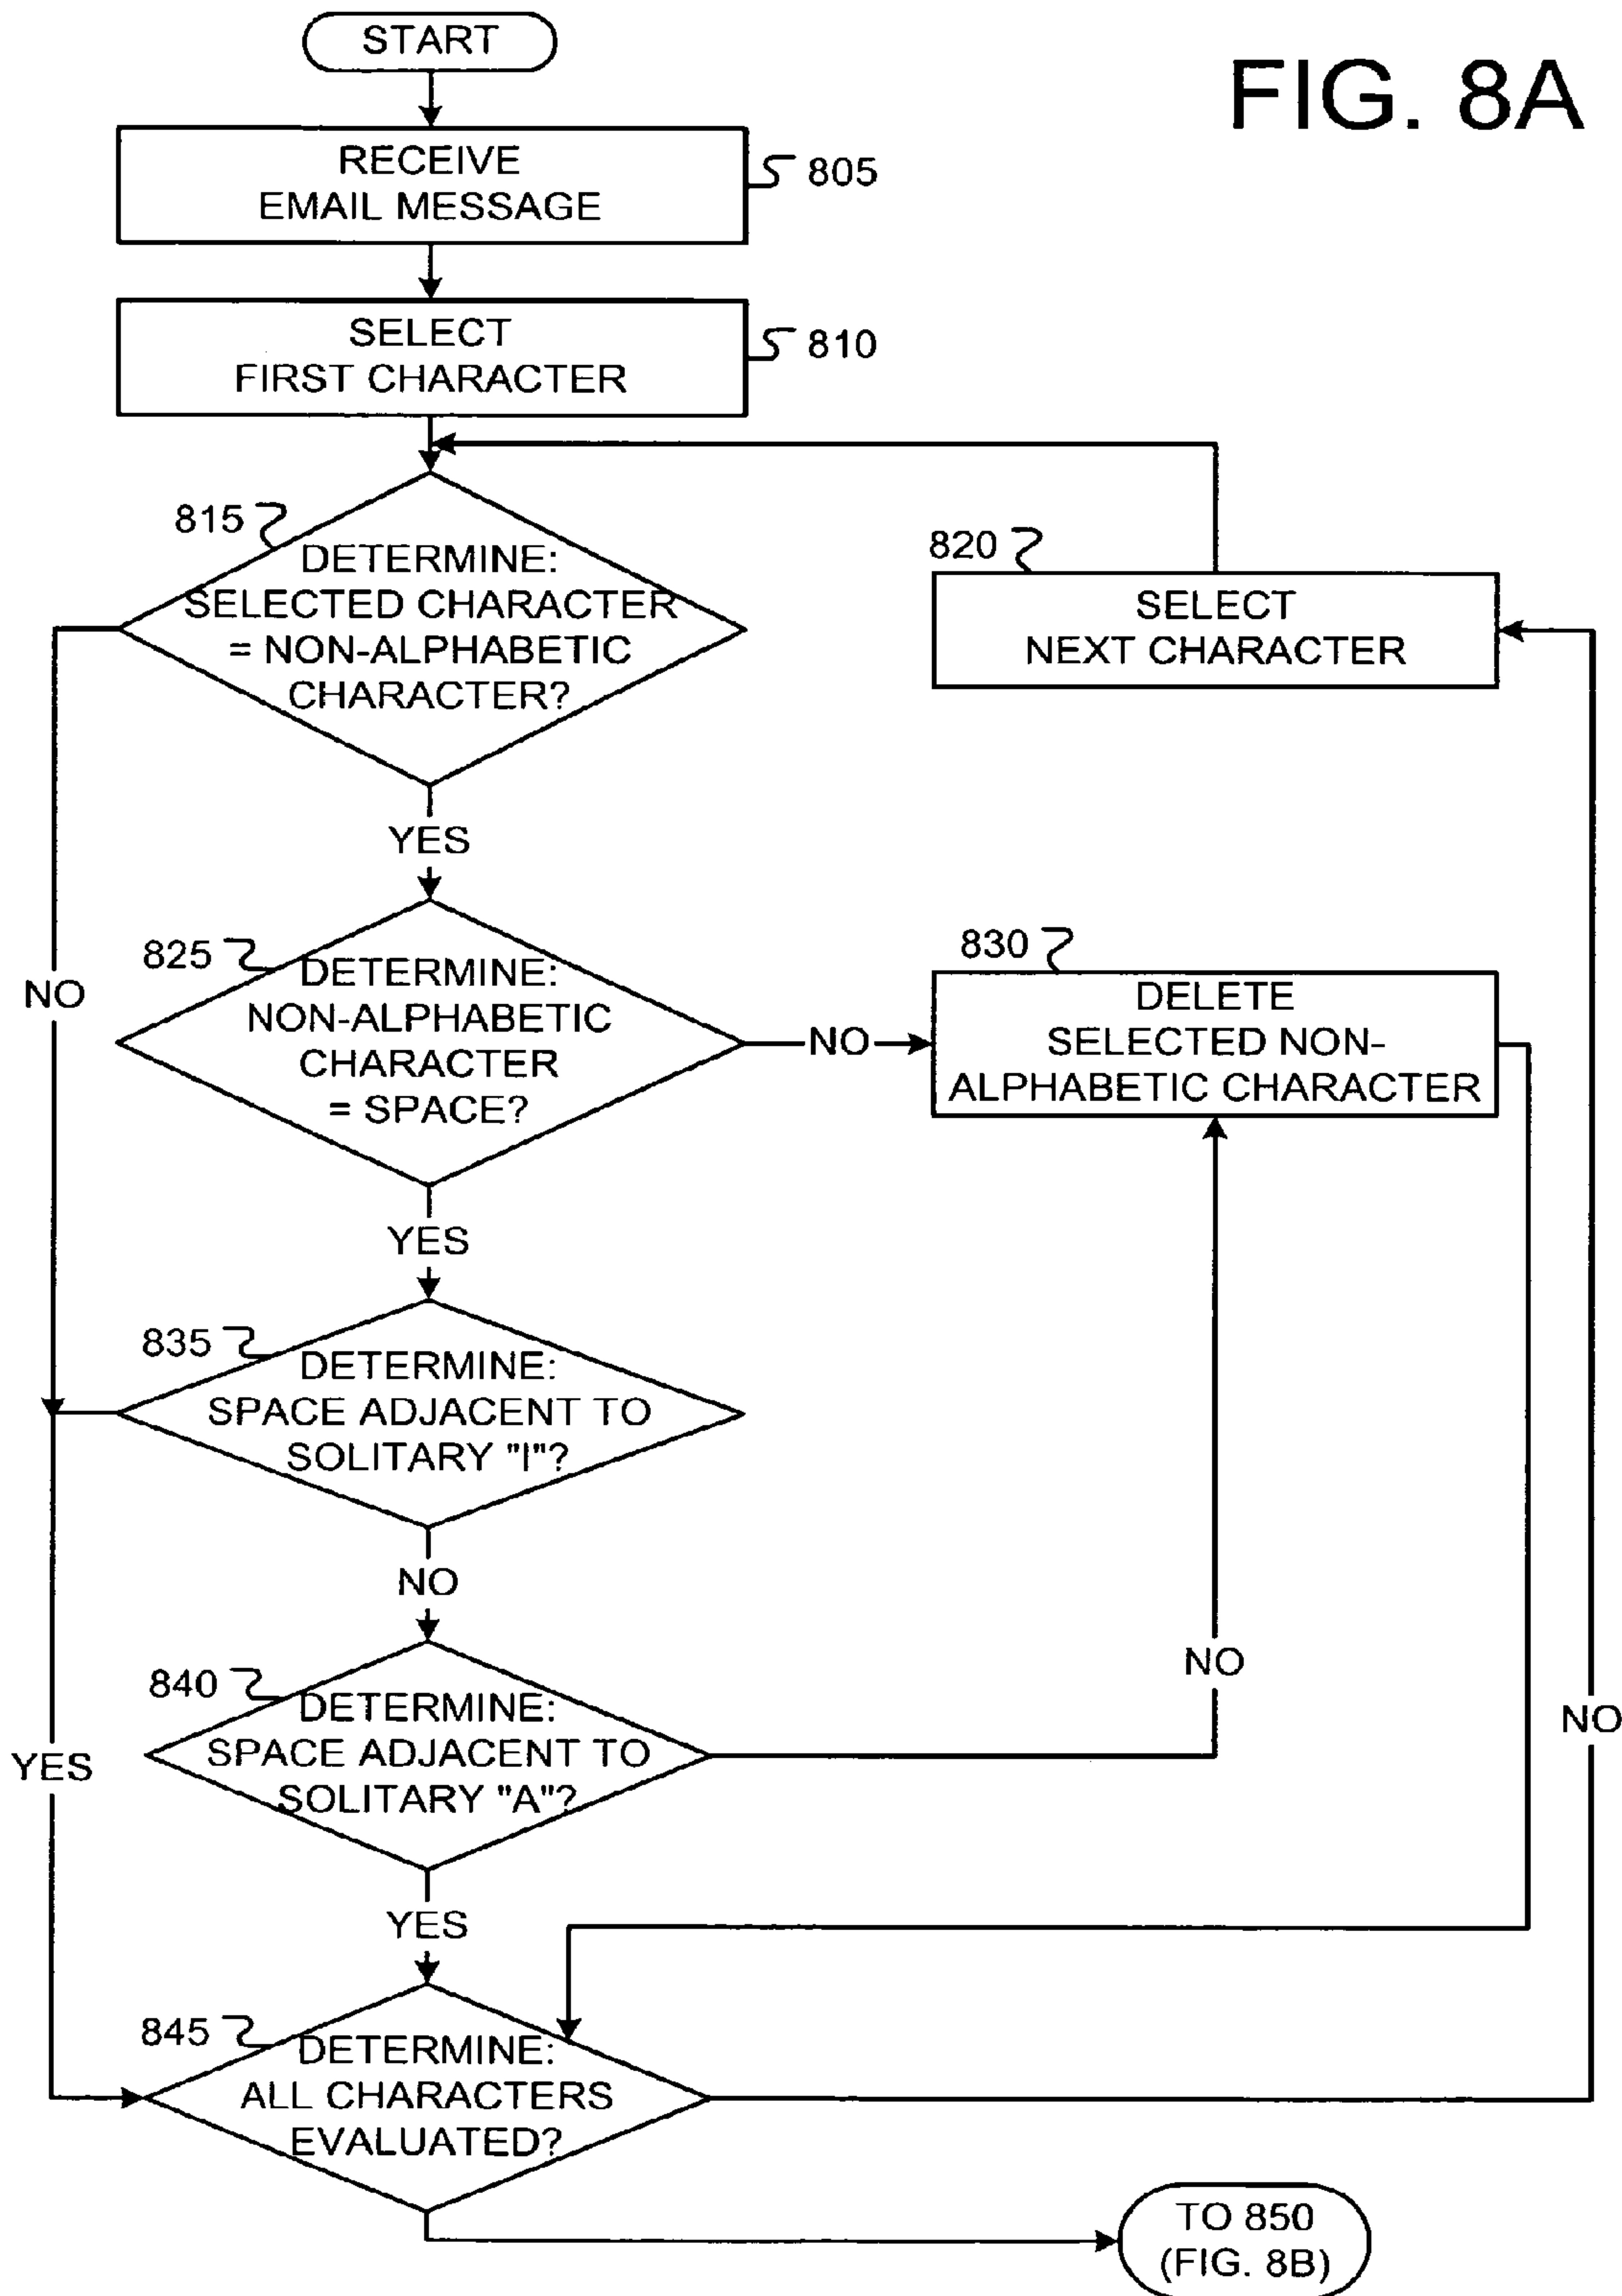 START
FIG. 8A
RECEIVE
EMAIL MESSAGE
805
SELECT
FIRST CHARACTER
810
815
DETERMINE:
SELECTED CHARACTER
= NON-ALPHABETIC
CHARACTER?
820
SELECT
NEXT CHARACTER
YES
NO
825
DETERMINE:
NON-ALPHABETIC
CHARACTER
= SPACE?
NO
830
DELETE
SELECTED NON-
ALPHABETIC CHARACTER
YES
835
DETERMINE:
SPACE ADJACENT TO
SOLITARY "I"?
NO
840
DETERMINE:
SPACE ADJACENT TO
SOLITARY "A"?
NO
NO
YES
YES
845
DETERMINE:
ALL CHARACTERS
EVALUATED?
TO 850
(FIG. 8B)